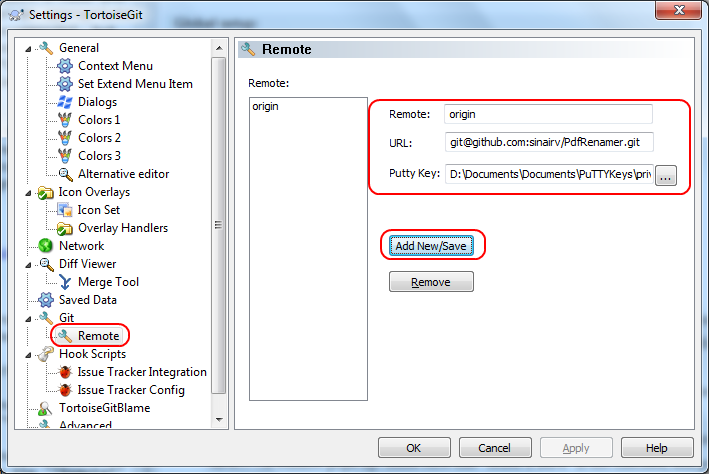 Settings - TortoiseGit
General
Context Menu
Set Extend Menu Item
Dialogs
Colors 1
Colors 2
Colors 3
Alternative editor
Icon Overlays
Icon Set
Overlay Handlers
Network
Diff Viewer
Merge Tool
Saved Data
Git
Remote
Hook Scripts
Issue Tracker Integration
Issue Tracker Config
TortoiseGitBlame
Advanced
Remote
Remote:
origin
Remote: origin
URL: git@github.com:sinairv/PdfRenamer.git
Putty Key: D:\Documents\Documents\PuTTYKeys\priv ...
Add New/Save
Remove
OK Cancel Apply Help